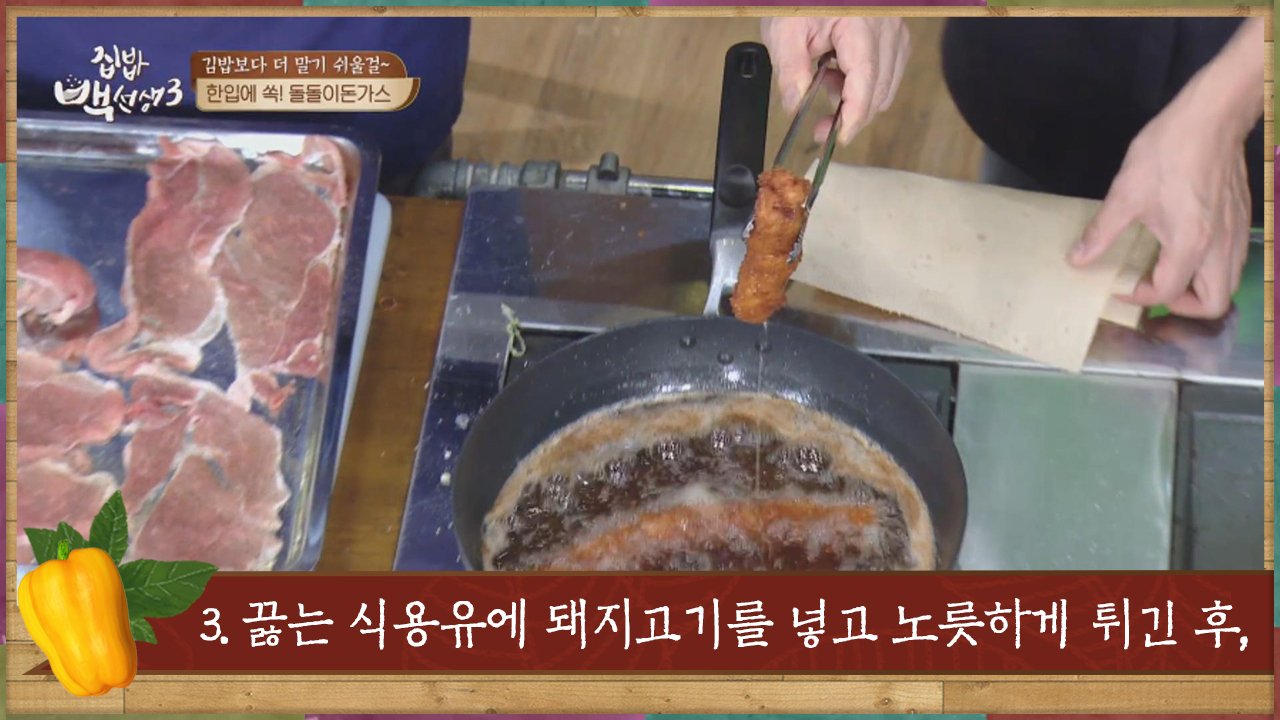 집밥
백선생3
김밥보다 더 말기 쉬울걸~
한입에 쏙! 돌돌이돈가스
3. 끓는 식용유에 돼지고기를 넣고 노릇하게 튀긴 후,